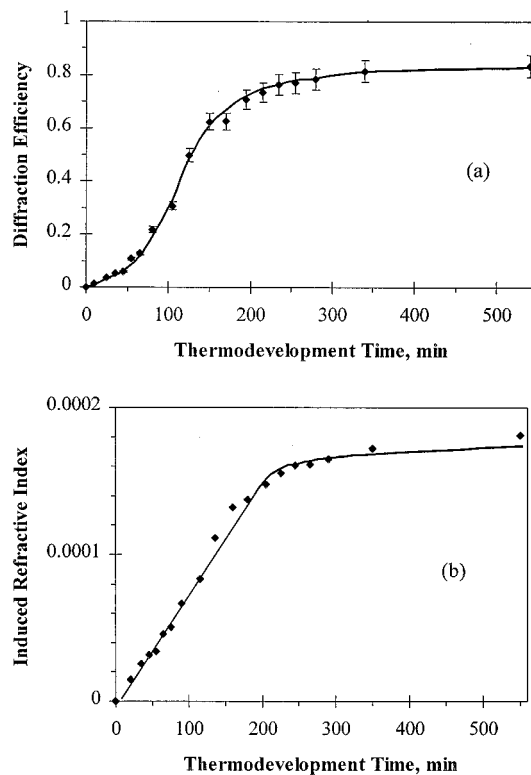 1
0.8
0.6
0.4
0.2
0
Diffraction Efficiency
(a)
0 100 200 300 400 500
Thermodevelopment Time, min
0.0002
0.0001
0
Induced Refractive Index
(b)
0 100 200 300 400 500
Thermodevelopment Time, min